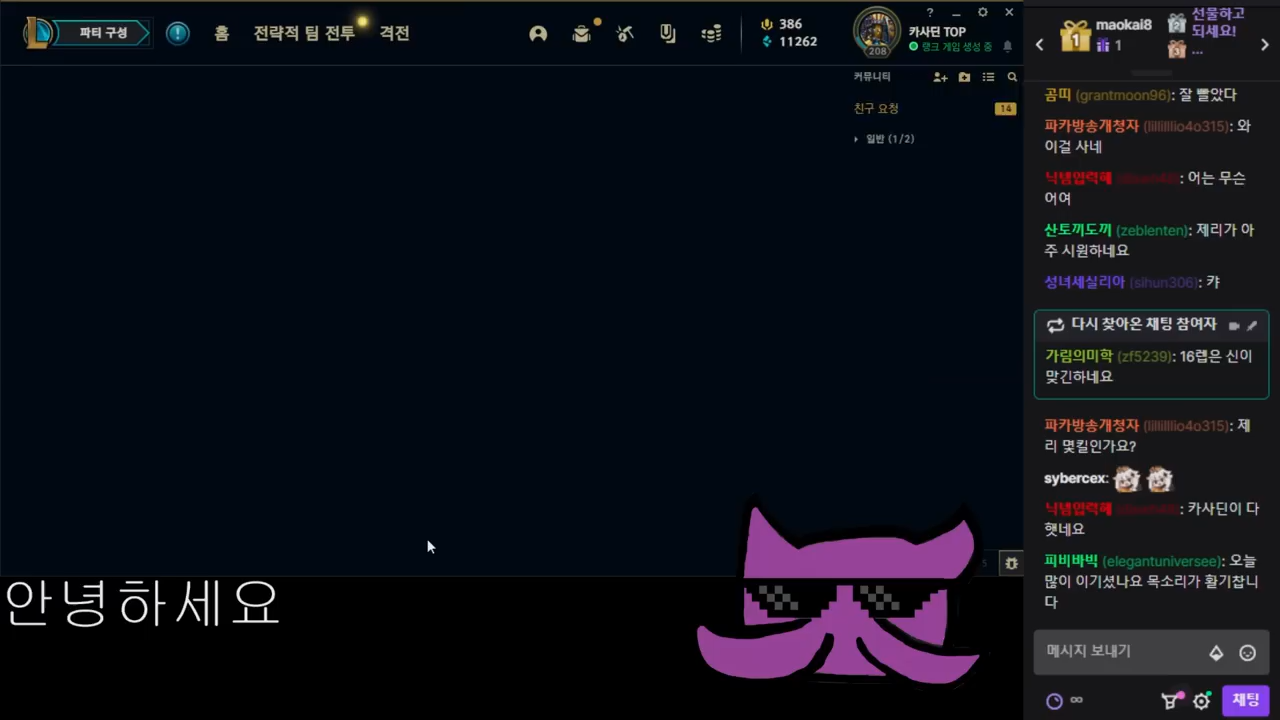 파티 구성
홈
전략적 팀 전투
격전
386
11262
208
카사딘 TOP
랭크 게임 생성 중
커뮤니티
친구 요청
14
일반 (1/2)
안녕하세요
1
maokai8
1
선물하고
되세요!
...
곰띠 (grantmoon96): 잘 빨았다
파카방송개청자 (lillilllio4o315): 와
이걸 사네
닉넴입력해
: 어는 무슨
어여
산토끼도끼 (zeblenten): 제리가 아
주 시원하네요
성녀세실리아 (sihun306): 캬
다시 찾아온 채팅 참여자
가림의미학 (zf5239): 16렙은 신이
맞긴하네요
파카방송개청자 (lillilllio4o315): 제
리 몇킬인가요?
sybercex:
닉넴입력해
: 카사딘이 다
햇네요
피비바빅 (elegantuniversee): 오늘
많이 이기셨나요 목소리가 활기찹니
다
메시지 보내기
채팅